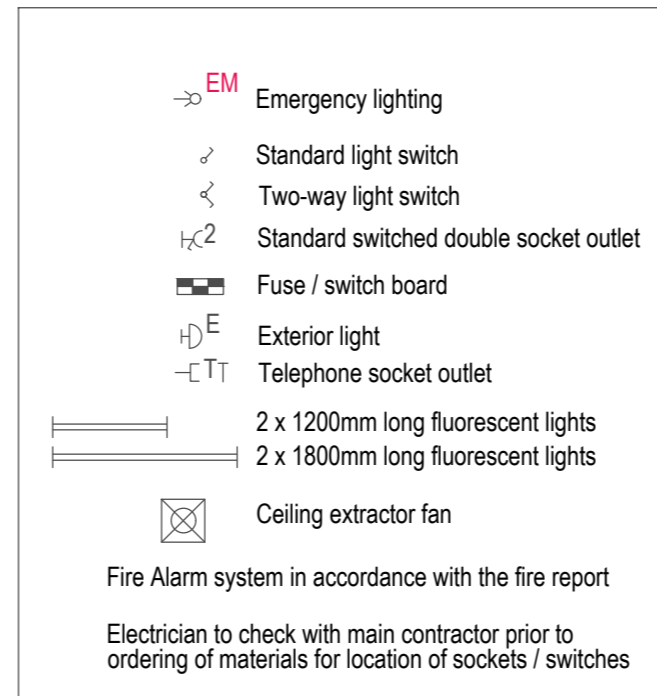 EM Emergency lighting
Standard light switch
Two-way light switch
2 Standard switched double socket outlet
Fuse / switch board
E Exterior light
TT Telephone socket outlet
2 x 1200mm long fluorescent lights
2 x 1800mm long fluorescent lights
Ceiling extractor fan
Fire Alarm system in accordance with the fire report
Electrician to check with main contractor prior to
ordering of materials for location of sockets / switches